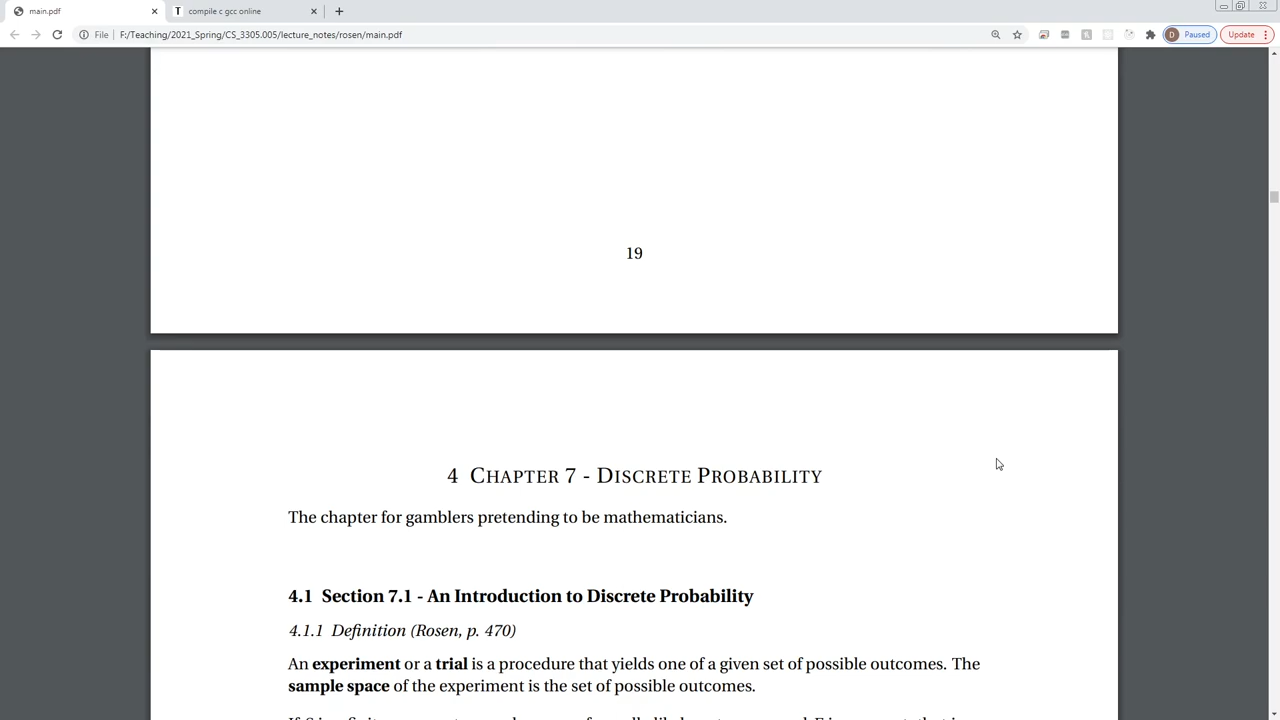 main.pdf
compile c gcc online
File | F:/Teaching/2021_Spring/CS_3305.005/lecture_notes/rosen/main.pdf
D Paused
Update
19
4 CHAPTER 7 - DISCRETE PROBABILITY
The chapter for gamblers pretending to be mathematicians.
4.1 Section 7.1 - An Introduction to Discrete Probability
4.1.1 Definition (Rosen, p. 470)
An experiment or a trial is a procedure that yields one of a given set of possible outcomes. The
sample space of the experiment is the set of possible outcomes.